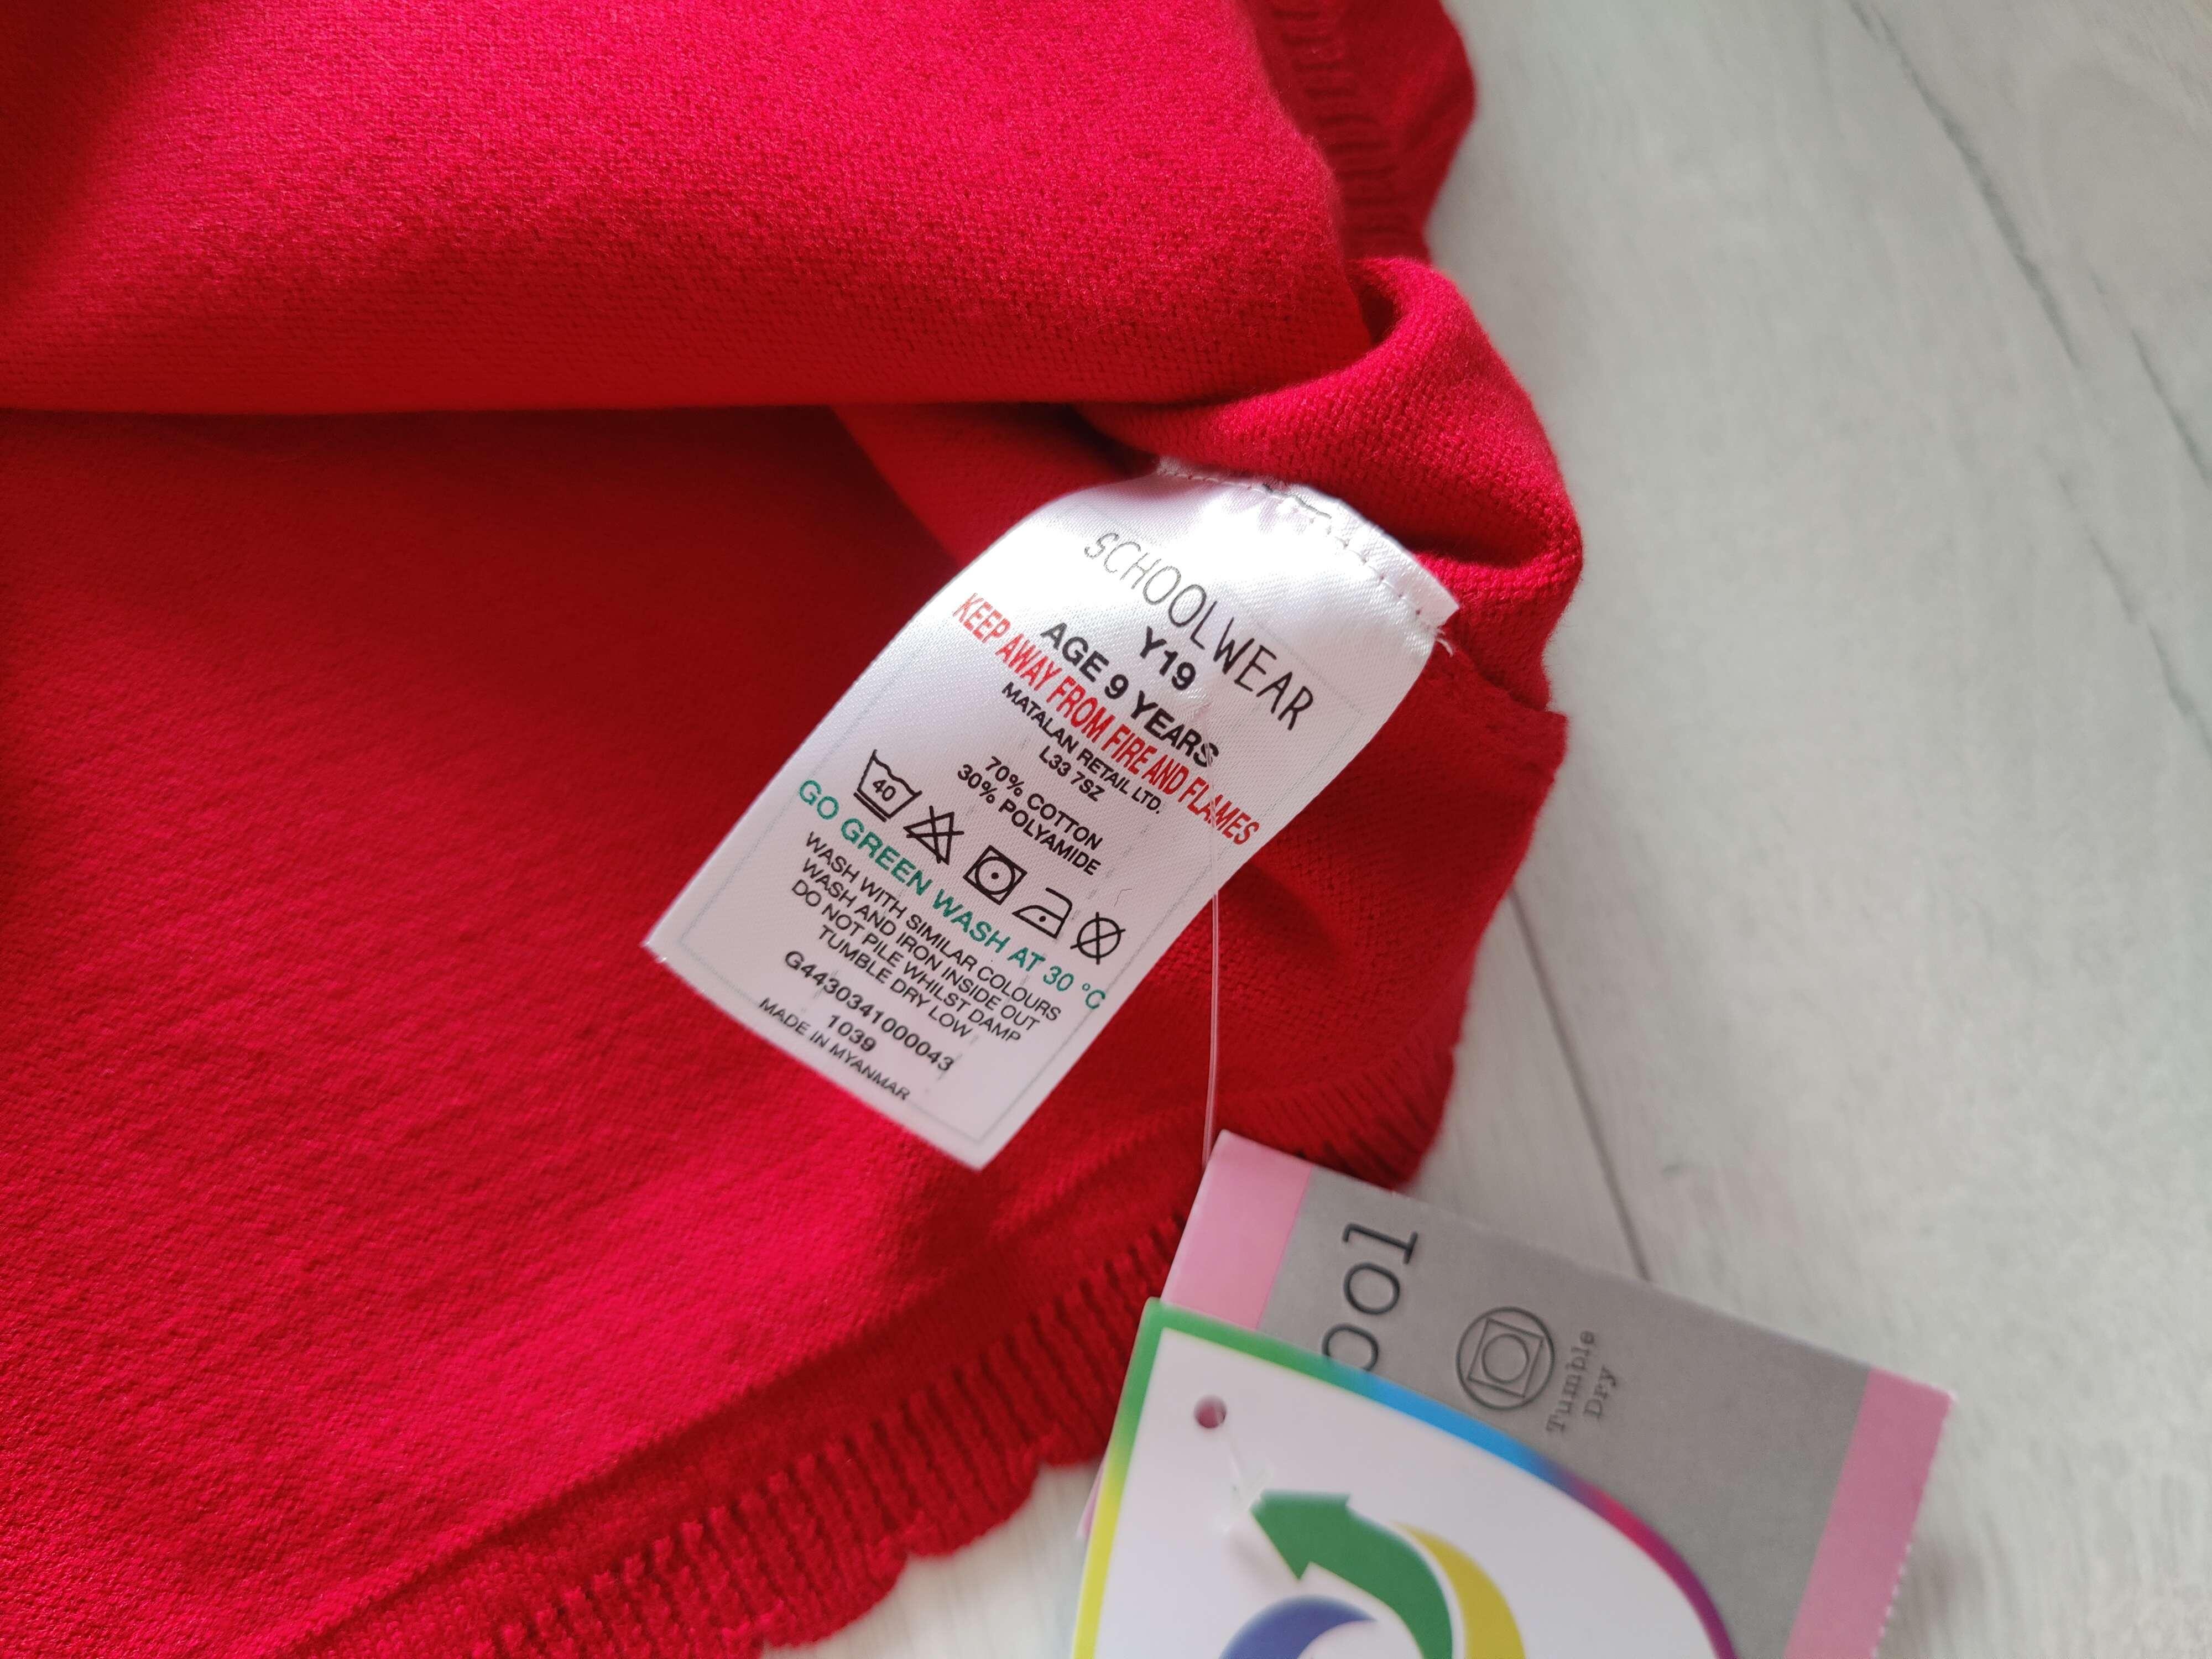 SCHOOLWEAR
Y19
AGE 9 YEARS
KEEP AWAY FROM FIRE AND FLAMES
MATALAN RETAIL LTD.
L33 7SZ
70% COTTON
30% POLYAMIDE
40
GO GREEN WASH AT 30 °C
WASH WITH SIMILAR COLOURS
WASH AND IRON INSIDE OUT
DO NOT PILE WHILST DAMP
TUMBLE DRY LOW
G4430341000043
1039
MADE IN MYANMAR
ool
Tumble
Dry